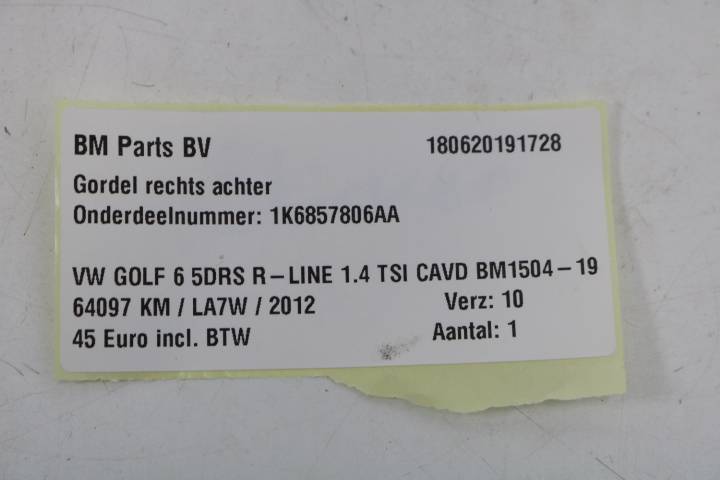 BM Parts BV 180620191728
Gordel rechts achter
Onderdeelnummer: 1K6857806AA
VW GOLF 6 5DRS R-LINE 1.4 TSI CAVD BM1504-19
64097 KM / LA7W / 2012 Verz: 10
45 Euro incl. BTW Aantal: 1